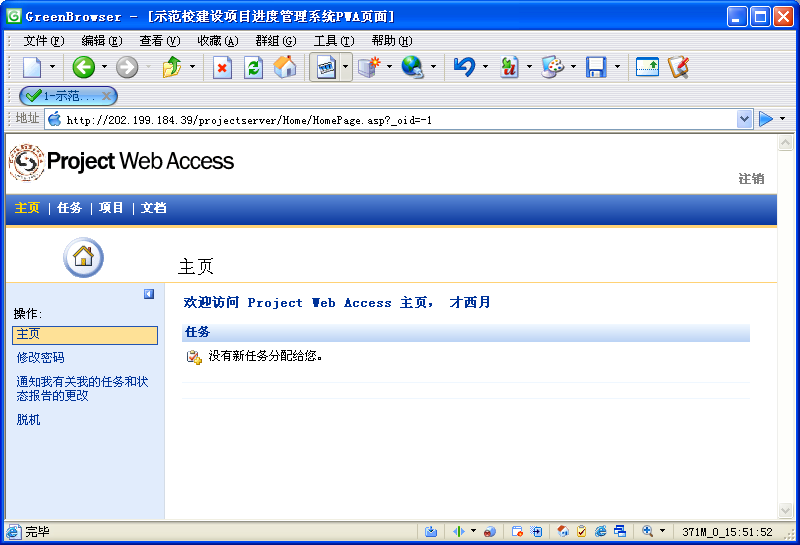 GreenBrowser - [示范校建设项目进度管理系统PWA页面]
文件(F) 编辑(E) 查看(V) 收藏(A) 群组(G) 工具(T) 帮助(H)
1-示范...
地址 http://202.199.184.39/projectserver/Home/HomePage.asp?_oid=-1
Project Web Access
注销
主页 | 任务 | 项目 | 文档
主页
操作:
主页
修改密码
通知我有关我的任务和状
态报告的更改
脱机
欢迎访问 Project Web Access 主页， 才西月
任务
没有新任务分配给您。
完毕
371M_0_15:51:52